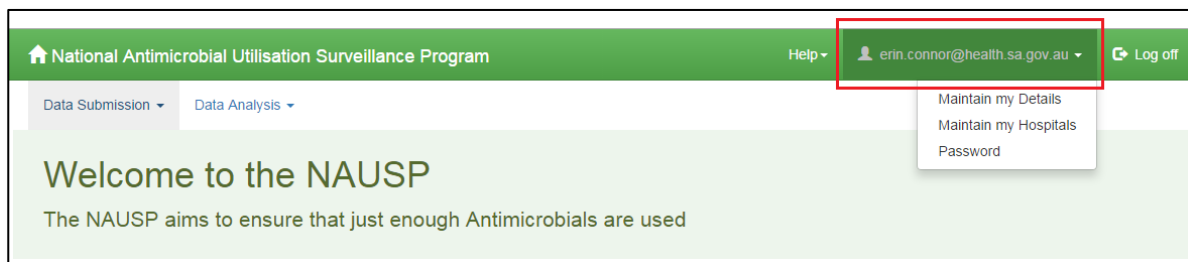 National Antimicrobial Utilisation Surveillance Program Help erin.connor@health.sa.gov.au Log off
Data Submission Data Analysis
Maintain my Details
Maintain my Hospitals
Password
Welcome to the NAUSP
The NAUSP aims to ensure that just enough Antimicrobials are used